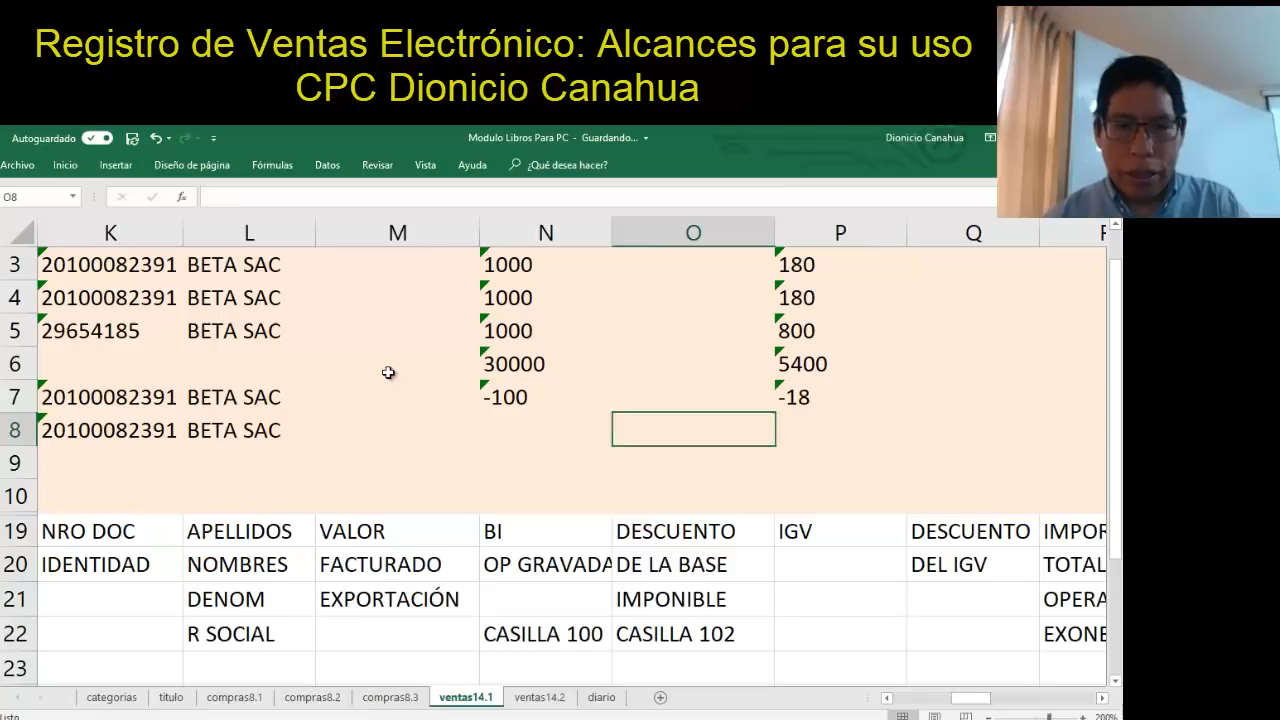 Registro de Ventas Electrónico: Alcances para su uso
CPC Dionicio Canahua
Autoguardado
Modulo Libros Para PC - Guardando...
Dionicio Canahua
Archivo Inicio Insertar Diseño de página Fórmulas Datos Revisar Vista Ayuda ¿Qué desea hacer?
O8 fx
K L M N O P Q
3 20100082391 BETA SAC 1000 180
4 20100082391 BETA SAC 1000 180
5 29654185 BETA SAC 1000 800
6 30000 5400
7 20100082391 BETA SAC -100 -18
8 20100082391 BETA SAC
9
10
19 NRO DOC APELLIDOS VALOR BI DESCUENTO IGV DESCUENTO IMPOR
20 IDENTIDAD NOMBRES FACTURADO OP GRAVADA DE LA BASE DEL IGV TOTAL
21 DENOM EXPORTACIÓN IMPONIBLE OPERA
22 R SOCIAL CASILLA 100 CASILLA 102 EXONE
23
categorias titulo compras8.1 compras8.2 compras8.3 ventas14.1 ventas14.2 diario
200%